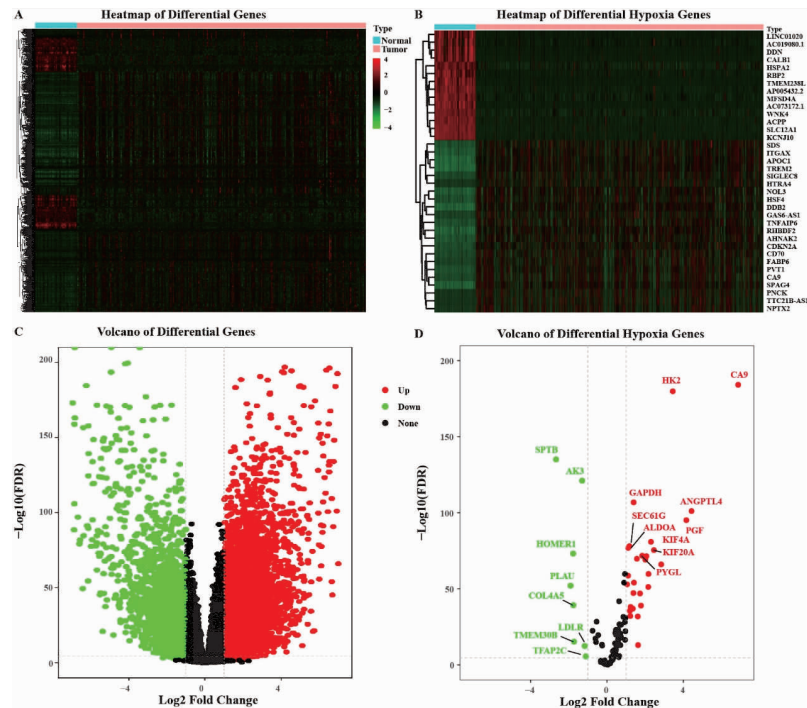 A
Heatmap of Differential Genes
Type
Normal
Tumor
4
2
0
−2
−4
B
Heatmap of Differential Hypoxia Genes
Type
LINC01020
AC019080.1
DDN
CALB1
HSPA2
RBP2
TMEM238L
AP005432.2
MFSD4A
AC073172.1
WNK4
ACPP
SLC12A1
KCNJ10
SDS
ITGAX
APOC1
TREM2
SIGLEC8
HTRA4
NOL3
HSF4
DDB2
GAS6-AS1
TNFAIP6
RHBDF2
AHNAK2
CDKN2A
CD70
FABP6
PVT1
CA9
SPAG4
PNCK
TTC21B-AS1
NPTX2
C
Volcano of Differential Genes
−Log10(FDR)
200
150
100
50
0
−4
0
4
Log2 Fold Change
Up
Down
None
D
Volcano of Differential Hypoxia Genes
−Log10(FDR)
200
150
100
50
0
−4
0
4
Log2 Fold Change
HK2
CA9
SPTB
AK3
GAPDH
ANGPTL4
SEC61G
ALDOA
PGF
KIF4A
HOMER1
KIF20A
PLAU
PYGL
COL4A5
LDLR
TMEM30B
TFAP2C